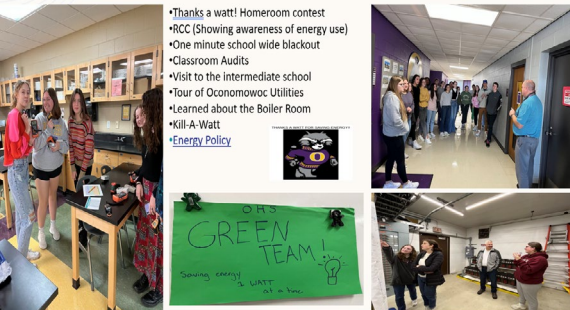 •Thanks a watt! Homeroom contest
•RCC (Showing awareness of energy use)
•One minute school wide blackout
•Classroom Audits
•Visit to the intermediate school
•Tour of Oconomowoc Utilities
•Learned about the Boiler Room
•Kill-A-Watt
•Energy Policy
THANKS A WATT FOR SAVING ENERGY!
O
OHS
GREEN
TEAM!
Saving energy
1 WATT
at a time.